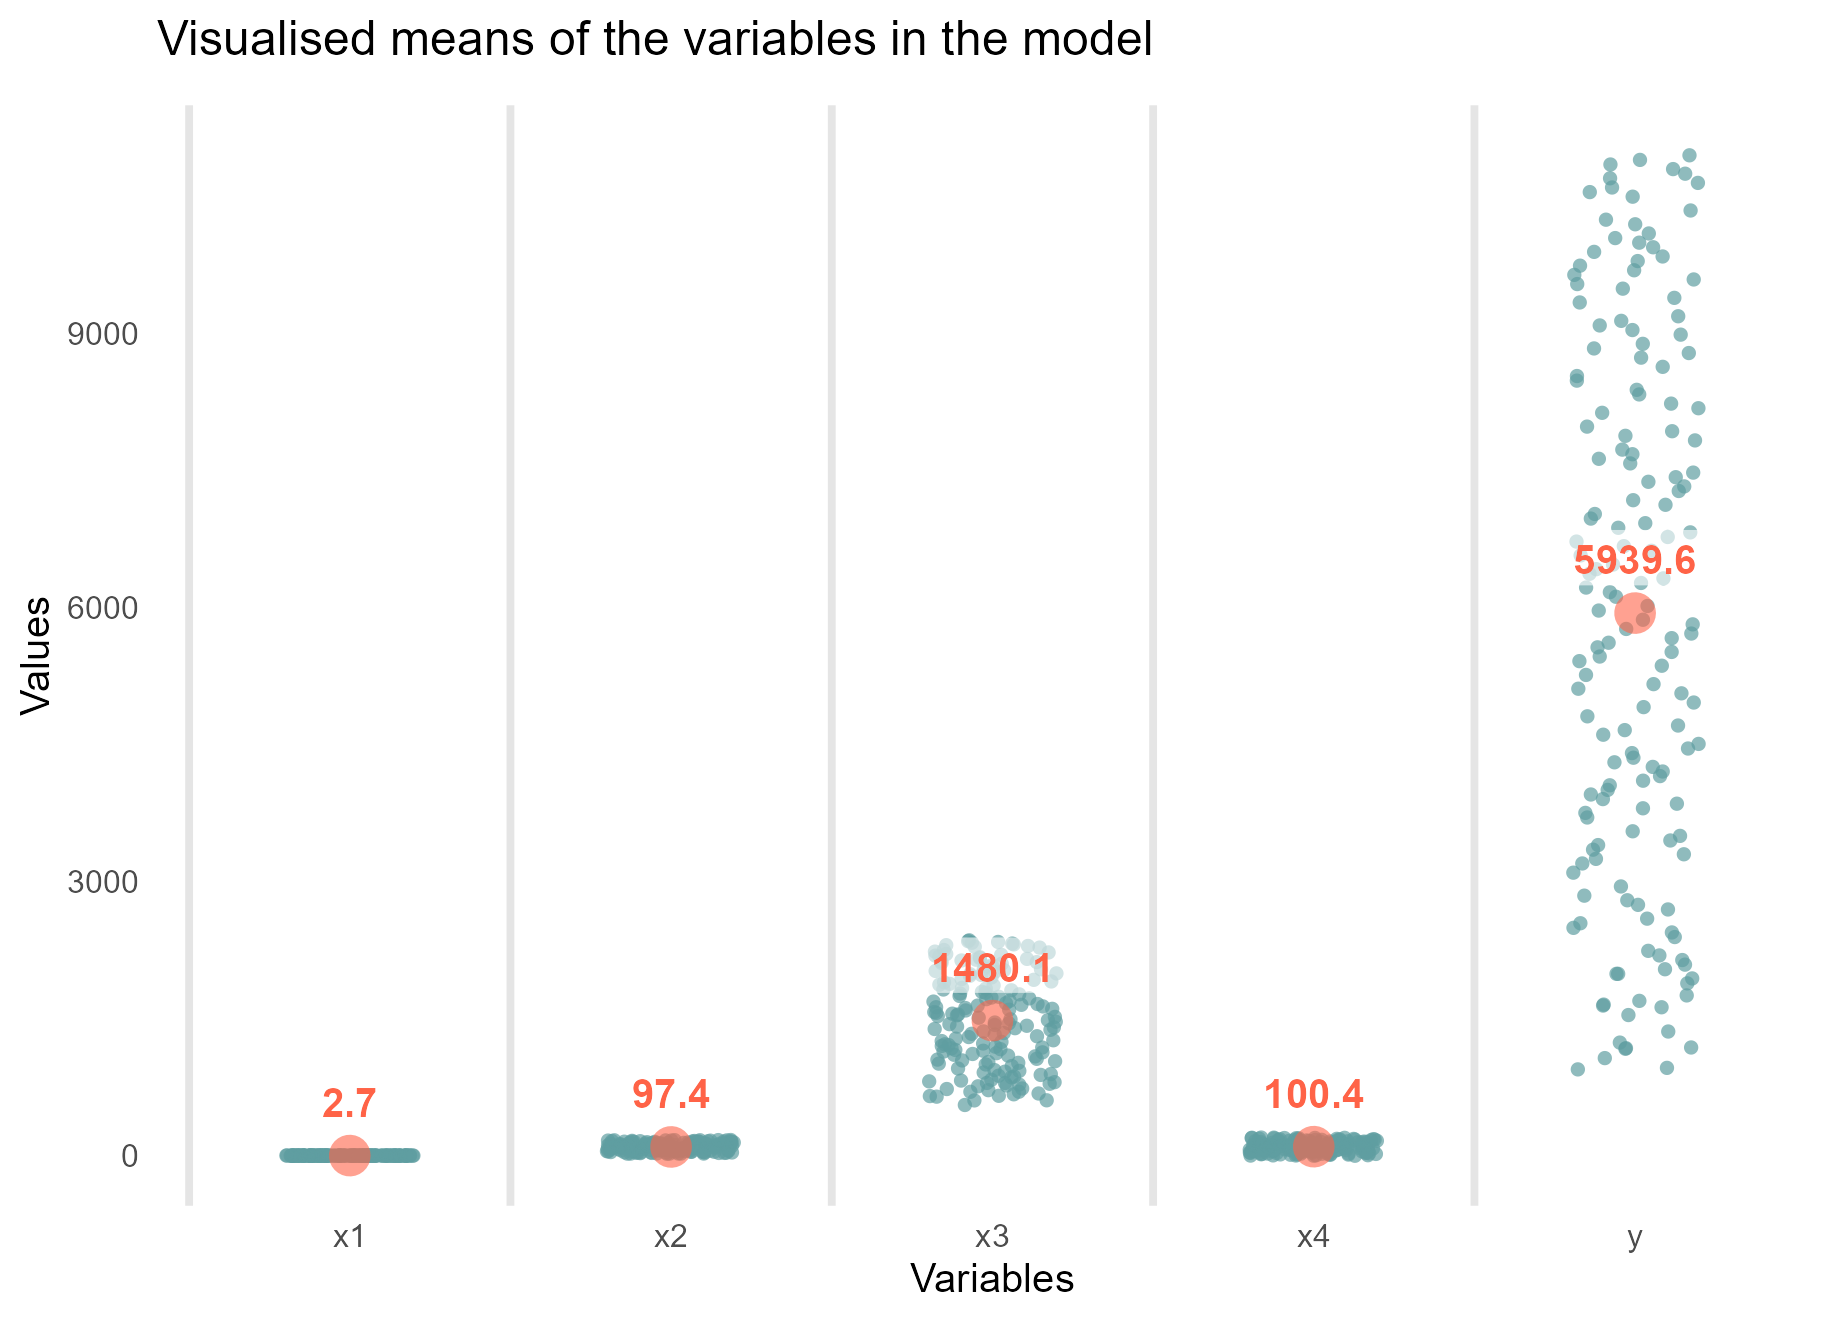 Visualised means of the variables in the model
Values
9000
6000
3000
0
5939.6
1480.1
2.7
97.4
100.4
x1
x2
x3
x4
y
Variables